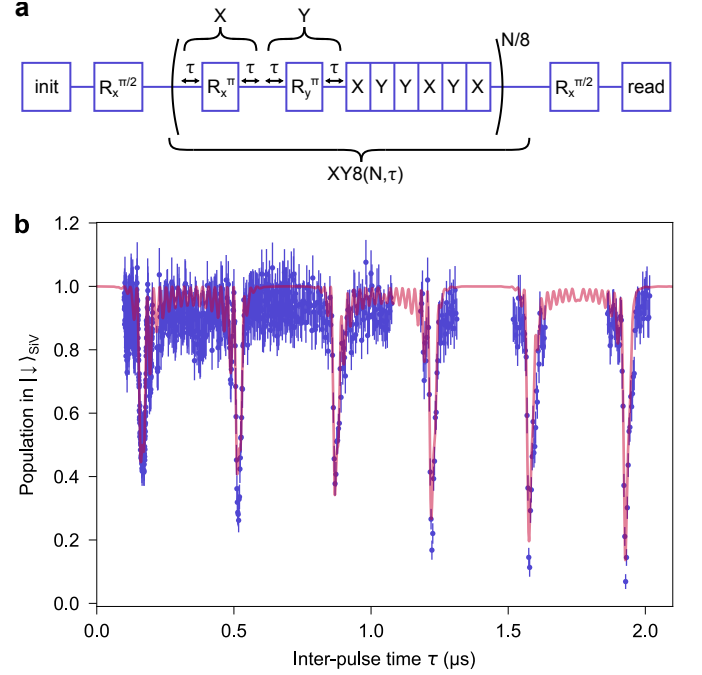 a
X Y N/8
τ τ τ τ
init R_x^{π/2} R_x^π R_y^π X Y Y X Y X R_x^{π/2} read
XY8(N,τ)
b
1.2
1.0
0.8
0.6
0.4
0.2
0.0
Population in |↓⟩_{SiV}
0.0 0.5 1.0 1.5 2.0
Inter-pulse time τ (μs)